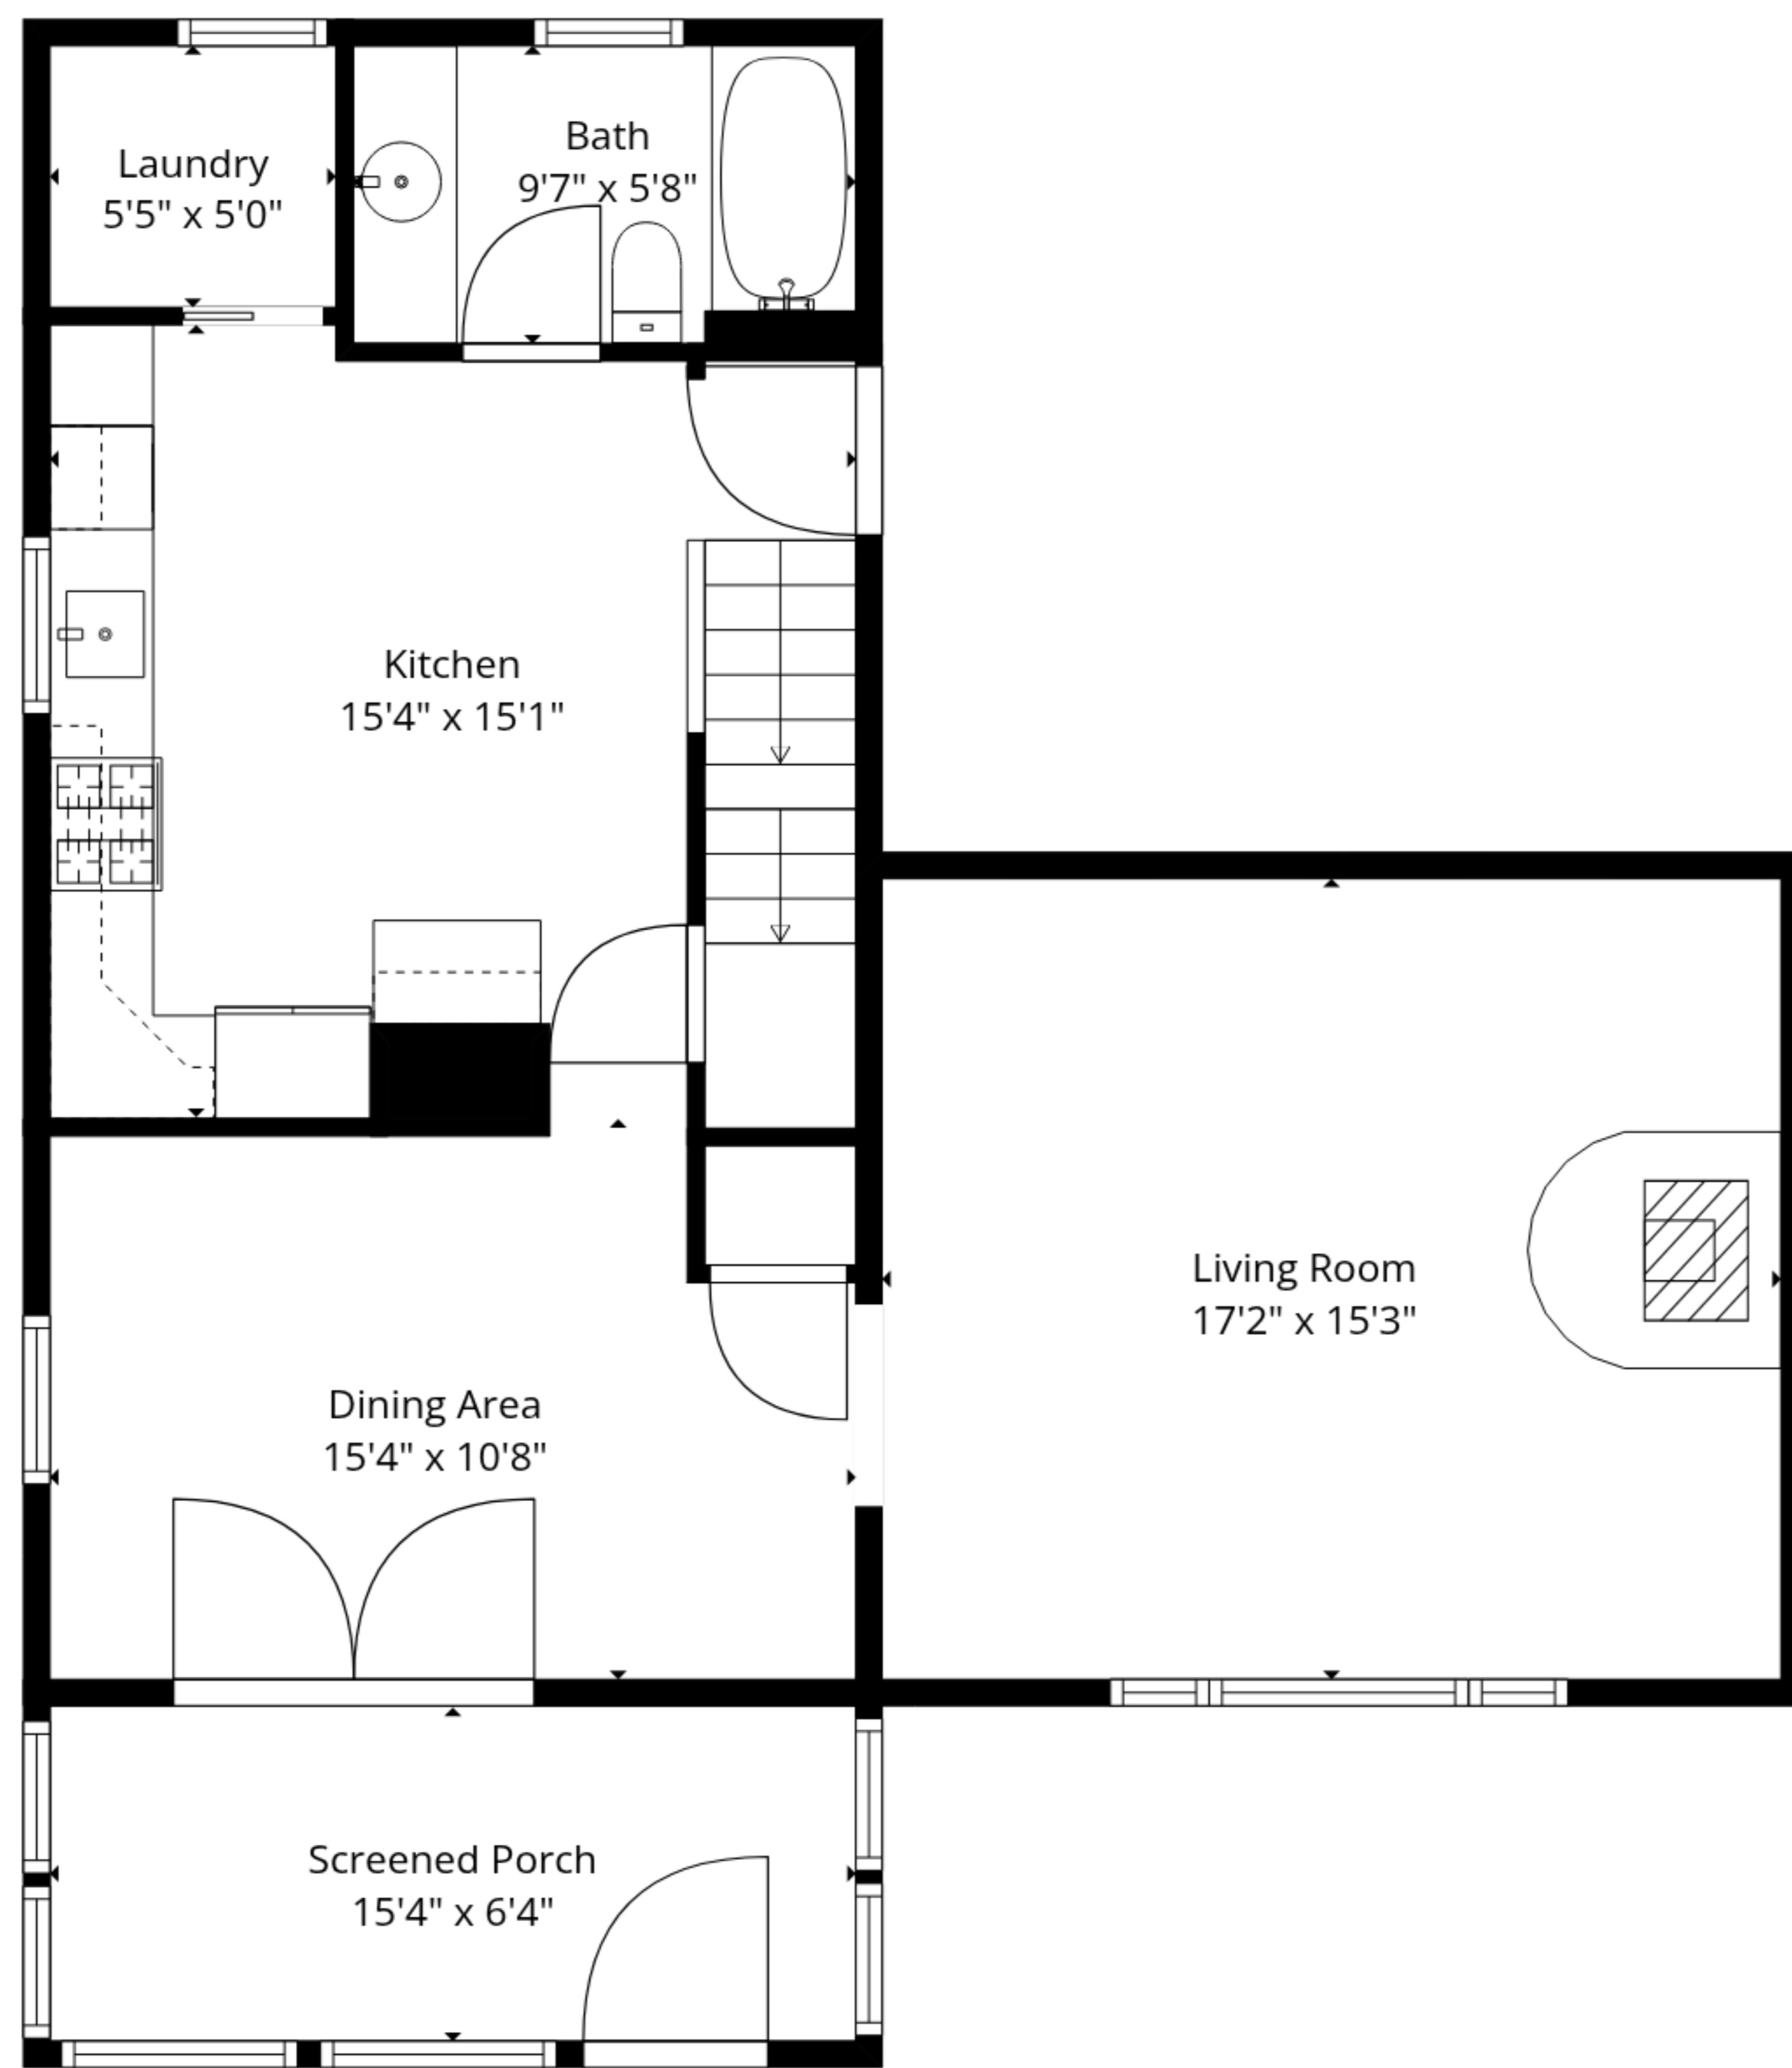 Laundry
5'5" x 5'0"
Bath
9'7" x 5'8"
Kitchen
15'4" x 15'1"
Living Room
17'2" x 15'3"
Dining Area
15'4" x 10'8"
Screened Porch
15'4" x 6'4"